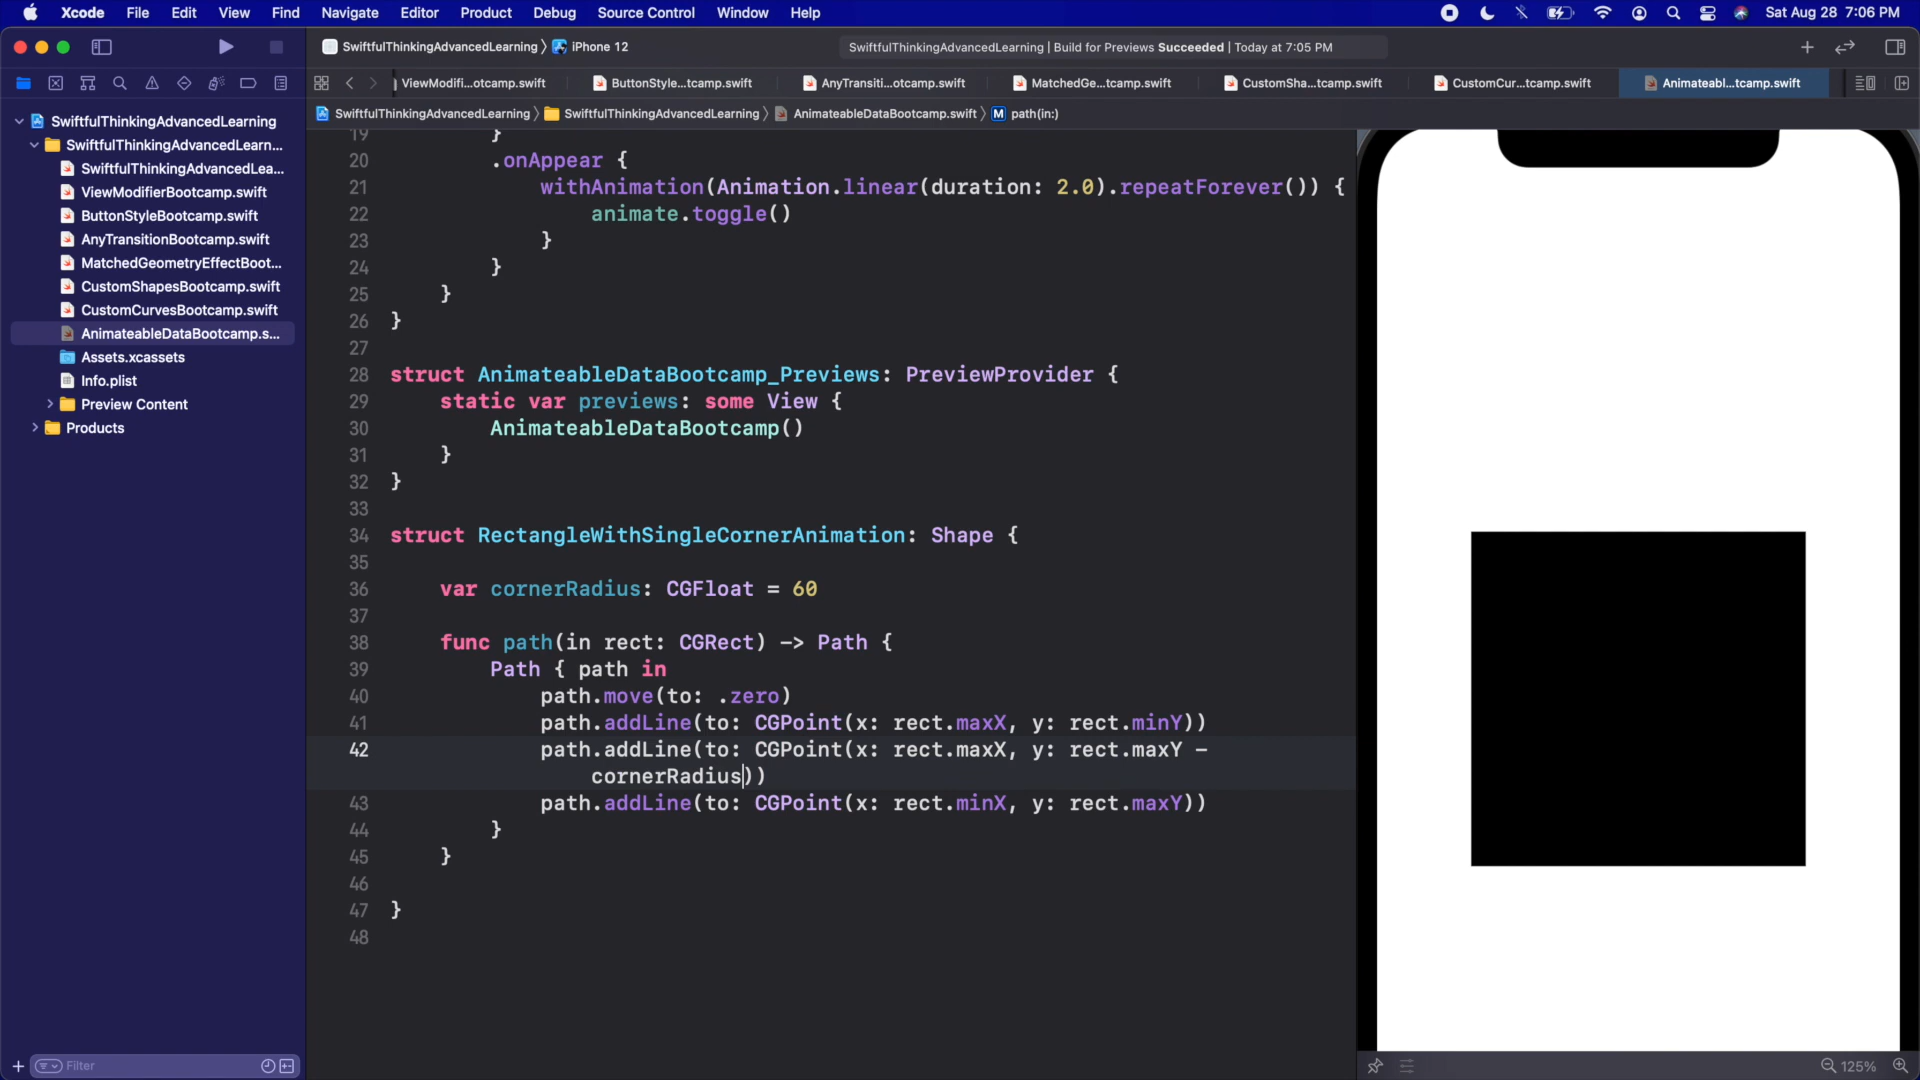 Xcode File Edit View Find Navigate Editor Product Debug Source Control Window Help Sat Aug 28 7:06 PM
SwiftfulThinkingAdvancedLearning 〉 iPhone 12
SwiftfulThinkingAdvancedLearning | Build for Previews Succeeded | Today at 7:05 PM
ViewModifi...otcamp.swift ButtonStyle...tcamp.swift AnyTransiti...otcamp.swift MatchedGe...tcamp.swift CustomSha...tcamp.swift CustomCur...tcamp.swift Animateabl...tcamp.swift
SwiftfulThinkingAdvancedLearning 〉 SwiftfulThinkingAdvancedLearning 〉 AnimateableDataBootcamp.swift 〉 M path(in:)
SwiftfulThinkingAdvancedLearning
SwiftfulThinkingAdvancedLearn...
SwiftfulThinkingAdvancedLea...
ViewModifierBootcamp.swift
ButtonStyleBootcamp.swift
AnyTransitionBootcamp.swift
MatchedGeometryEffectBoot...
CustomShapesBootcamp.swift
CustomCurvesBootcamp.swift
AnimateableDataBootcamp.s...
Assets.xcassets
Info.plist
Preview Content
Products
Filter
19 }
20 .onAppear {
21 withAnimation(Animation.linear(duration: 2.0).repeatForever()) {
22 animate.toggle()
23 }
24 }
25 }
26 }
27
28 struct AnimateableDataBootcamp_Previews: PreviewProvider {
29 static var previews: some View {
30 AnimateableDataBootcamp()
31 }
32 }
33
34 struct RectangleWithSingleCornerAnimation: Shape {
35
36 var cornerRadius: CGFloat = 60
37
38 func path(in rect: CGRect) -> Path {
39 Path { path in
40 path.move(to: .zero)
41 path.addLine(to: CGPoint(x: rect.maxX, y: rect.minY))
42 path.addLine(to: CGPoint(x: rect.maxX, y: rect.maxY -
cornerRadius))
43 path.addLine(to: CGPoint(x: rect.minX, y: rect.maxY))
44 }
45 }
46
47 }
48
125%